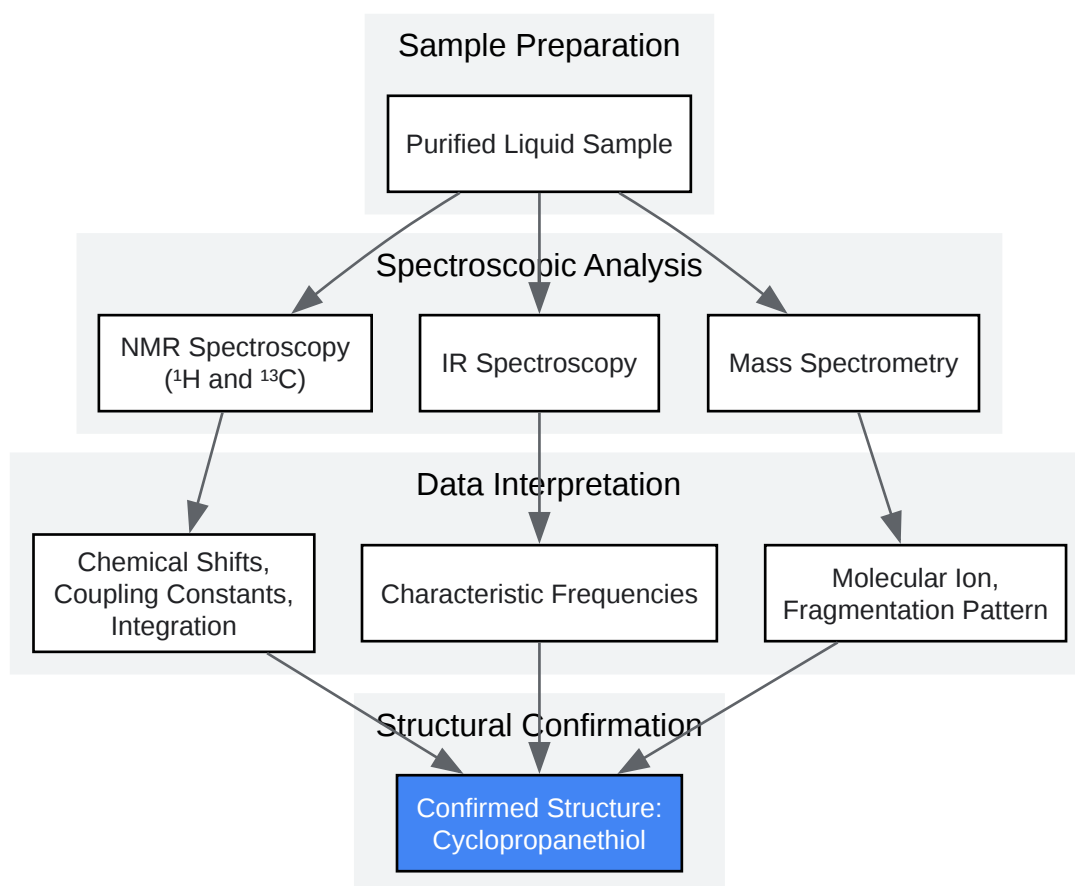 Sample Preparation
Purified Liquid Sample
Spectroscopic Analysis
NMR Spectroscopy
(¹H and ¹³C)
IR Spectroscopy
Mass Spectrometry
Data Interpretation
Chemical Shifts,
Coupling Constants,
Integration
Characteristic Frequencies
Molecular Ion,
Fragmentation Pattern
Structural Confirmation
Confirmed Structure:
Cyclopropanethiol